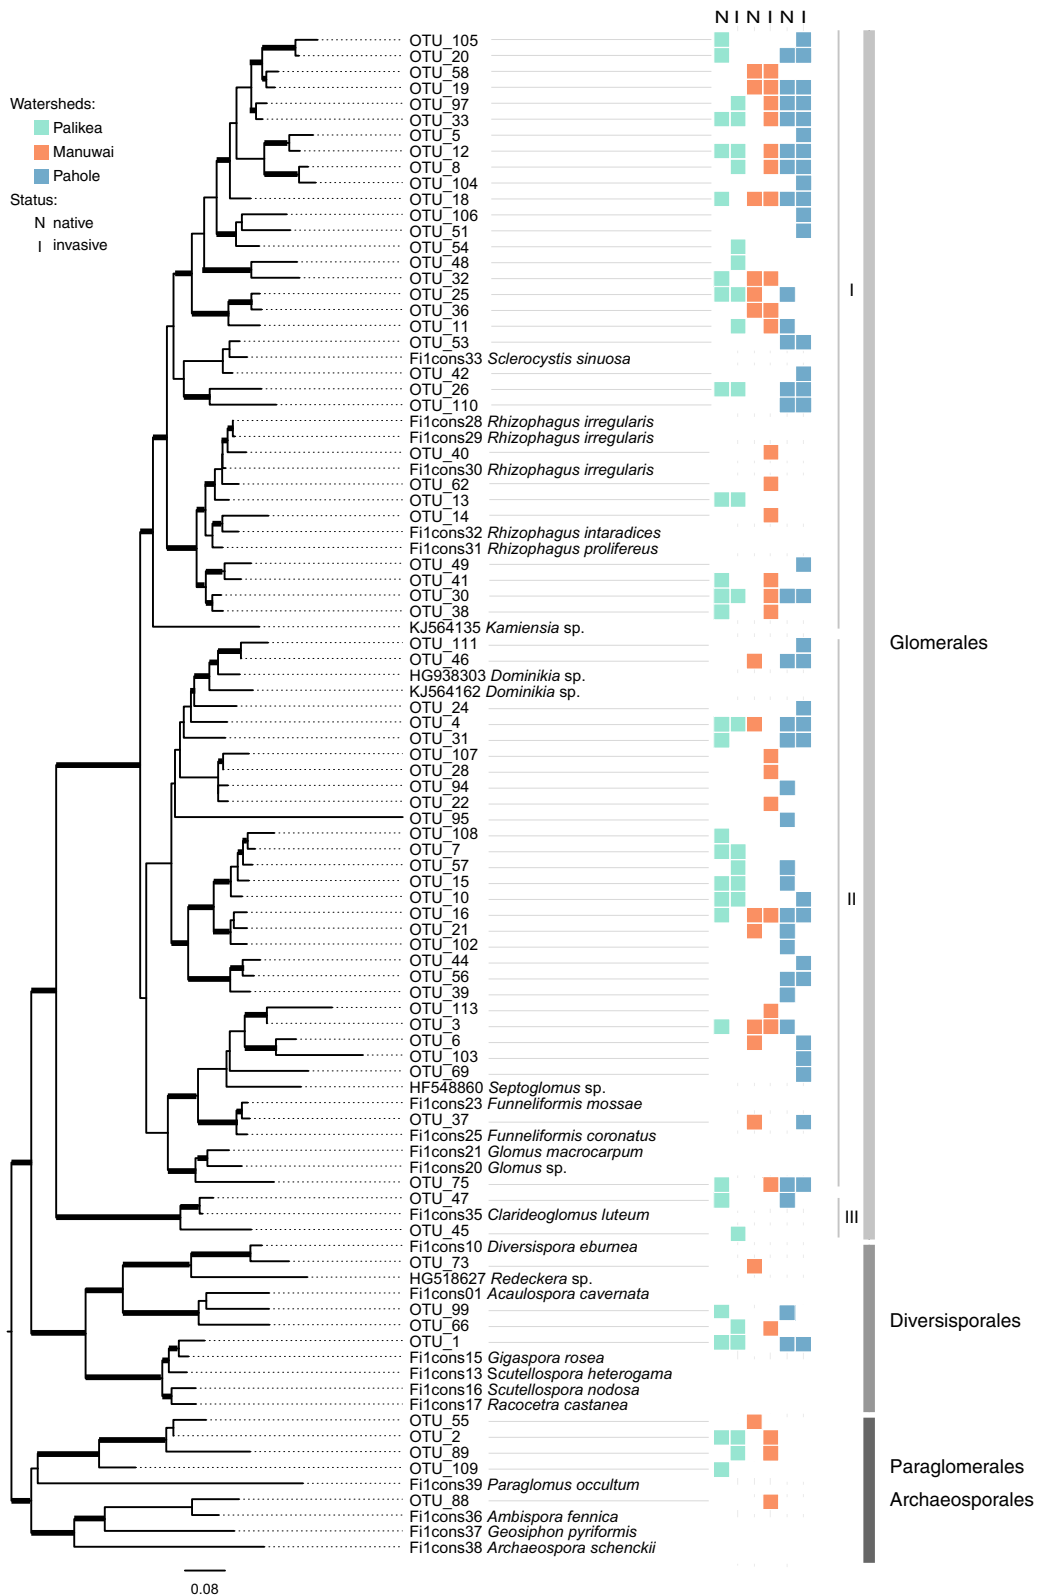 N I N I N I
Watersheds:
Palikea
Manuwai
Pahole
Status:
N native
I invasive
OTU_105
OTU_20
OTU_58
OTU_19
OTU_97
OTU_33
OTU_5
OTU_12
OTU_8
OTU_104
OTU_18
OTU_106
OTU_51
OTU_54
OTU_48
OTU_32
OTU_25
OTU_36
OTU_11
OTU_53
Fi1cons33 Sclerocystis sinuosa
OTU_42
OTU_26
OTU_110
Fi1cons28 Rhizophagus irregularis
Fi1cons29 Rhizophagus irregularis
OTU_40
Fi1cons30 Rhizophagus irregularis
OTU_62
OTU_13
OTU_14
Fi1cons32 Rhizophagus intaradices
Fi1cons31 Rhizophagus prolifereus
OTU_49
OTU_41
OTU_30
OTU_38
KJ564135 Kamiensia sp.
I
OTU_111
OTU_46
HG938303 Dominikia sp.
KJ564162 Dominikia sp.
OTU_24
OTU_4
OTU_31
OTU_107
OTU_28
OTU_94
OTU_22
OTU_95
OTU_108
OTU_7
OTU_57
OTU_15
OTU_10
OTU_16
OTU_21
OTU_102
OTU_44
OTU_56
OTU_39
OTU_113
OTU_3
OTU_6
OTU_103
OTU_69
HF548860 Septoglomus sp.
Fi1cons23 Funneliformis mossae
OTU_37
Fi1cons25 Funneliformis coronatus
Fi1cons21 Glomus macrocarpum
Fi1cons20 Glomus sp.
OTU_75
II
OTU_47
Fi1cons35 Clarideoglomus luteum
OTU_45
III
Glomerales
Fi1cons10 Diversispora eburnea
OTU_73
HG518627 Redeckera sp.
Fi1cons01 Acaulospora cavernata
OTU_99
OTU_66
OTU_1
Fi1cons15 Gigaspora rosea
Fi1cons13 Scutellospora heterogama
Fi1cons16 Scutellospora nodosa
Fi1cons17 Racocetra castanea
Diversisporales
OTU_55
OTU_2
OTU_89
OTU_109
Fi1cons39 Paraglomus occultum
OTU_88
Fi1cons36 Ambispora fennica
Fi1cons37 Geosiphon pyriformis
Fi1cons38 Archaeospora schenckii
Paraglomerales
Archaeosporales
0.08